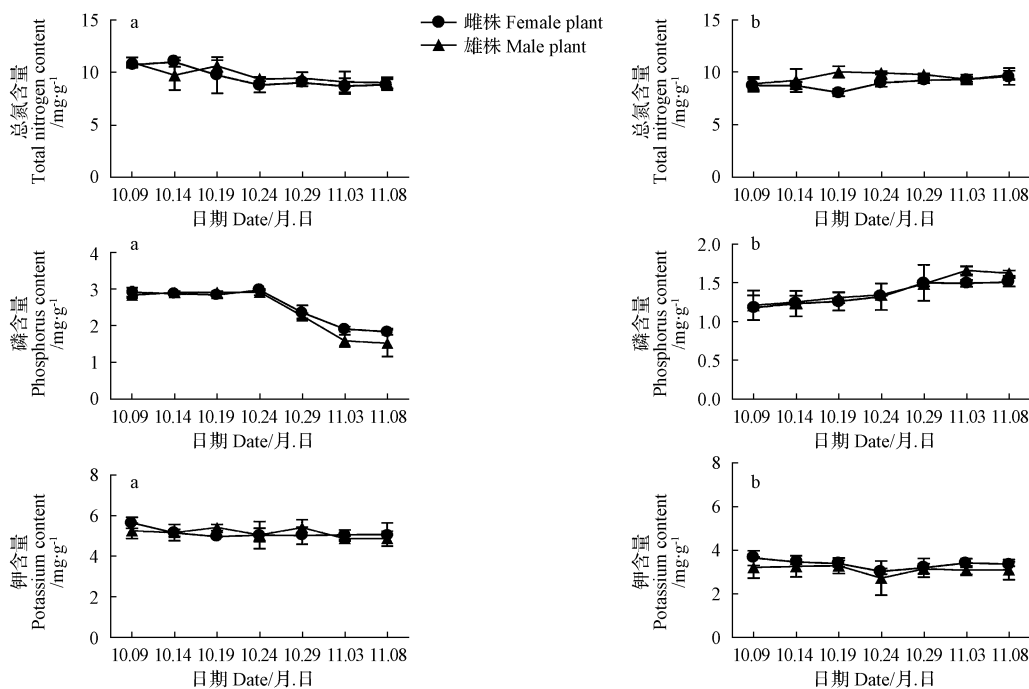 雌株 Female plant
雄株 Male plant
a
总氮含量
Total nitrogen content
/mg·g-1
15
10
5
0
10.09 10.14 10.19 10.24 10.29 11.03 11.08
日期 Date/月.日
b
总氮含量
Total nitrogen content
/mg·g-1
15
10
5
0
10.09 10.14 10.19 10.24 10.29 11.03 11.08
日期 Date/月.日
a
磷含量
Phosphorus content
/mg·g-1
4
3
2
1
0
10.09 10.14 10.19 10.24 10.29 11.03 11.08
日期 Date/月.日
b
磷含量
Phosphorus content
/mg·g-1
2.0
1.5
1.0
0.5
0.0
10.09 10.14 10.19 10.24 10.29 11.03 11.08
日期 Date/月.日
a
钾含量
Potassium content
/mg·g-1
8
6
4
2
0
10.09 10.14 10.19 10.24 10.29 11.03 11.08
日期 Date/月.日
b
钾含量
Potassium content
/mg·g-1
8
6
4
2
0
10.09 10.14 10.19 10.24 10.29 11.03 11.08
日期 Date/月.日